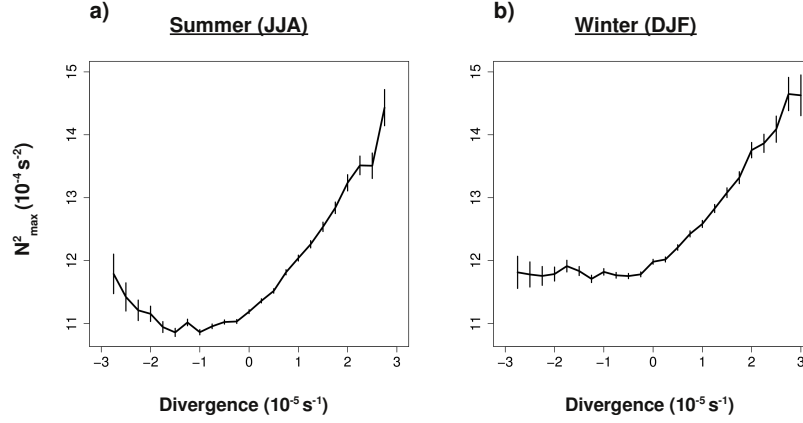 a)
Summer (JJA)
b)
Winter (DJF)
N²max (10⁻⁴ s⁻²)
15
14
13
12
11
−3 −2 −1 0 1 2 3
Divergence (10⁻⁵ s⁻¹)
15
14
13
12
11
−3 −2 −1 0 1 2 3
Divergence (10⁻⁵ s⁻¹)